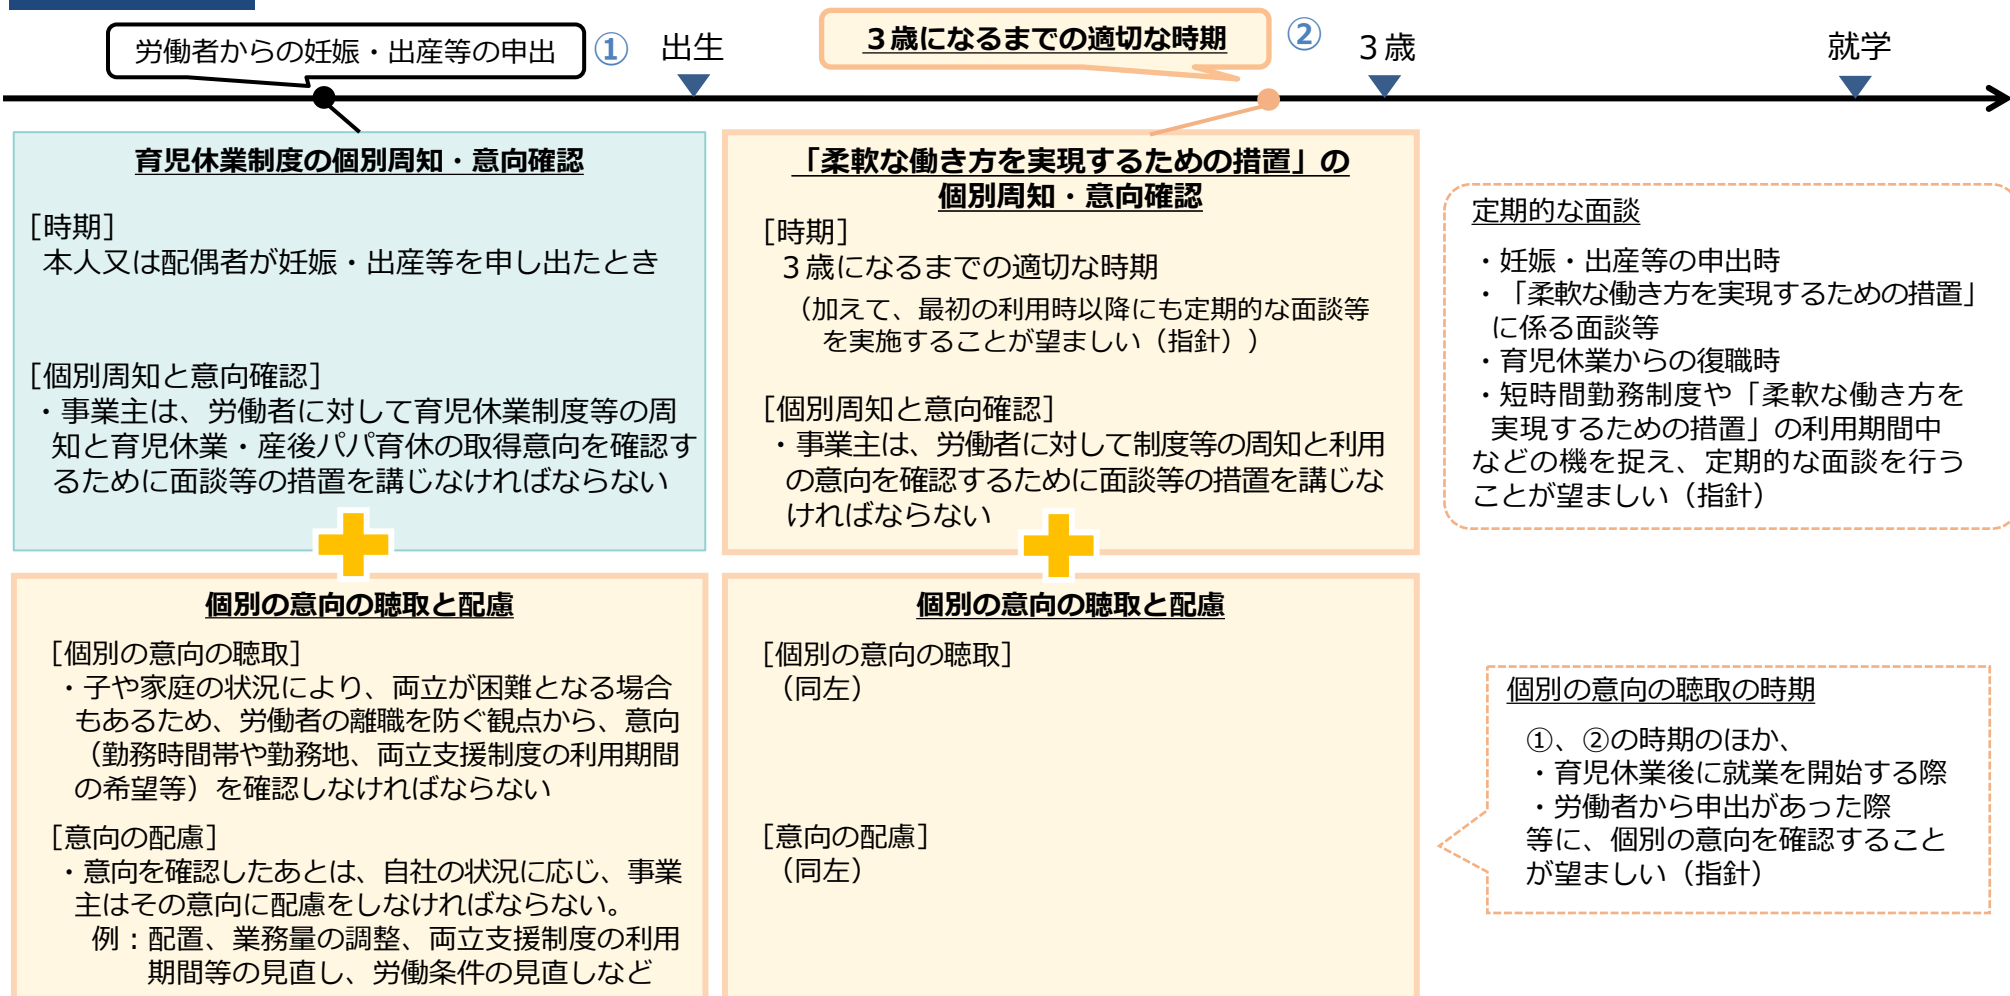 労働者からの妊娠・出産等の申出
①
出生
３歳になるまでの適切な時期
②
３歳
就学
育児休業制度の個別周知・意向確認
［時期］
本人又は配偶者が妊娠・出産等を申し出たとき
［個別周知と意向確認］
・事業主は、労働者に対して育児休業制度等の周
知と育児休業・産後パパ育休の取得意向を確認す
るために面談等の措置を講じなければならない
「柔軟な働き方を実現するための措置」の
個別周知・意向確認
［時期］
３歳になるまでの適切な時期
（加えて、最初の利用時以降にも定期的な面談等
を実施することが望ましい（指針））
［個別周知と意向確認］
・事業主は、労働者に対して制度等の周知と利用
の意向を確認するために面談等の措置を講じな
ければならない
定期的な面談
・妊娠・出産等の申出時
・「柔軟な働き方を実現するための措置」
に係る面談等
・育児休業からの復職時
・短時間勤務制度や「柔軟な働き方を
実現するための措置」の利用期間中
などの機を捉え、定期的な面談を行う
ことが望ましい（指針）
個別の意向の聴取と配慮
［個別の意向の聴取］
・子や家庭の状況により、両立が困難となる場合
もあるため、労働者の離職を防ぐ観点から、意向
（勤務時間帯や勤務地、両立支援制度の利用期間
の希望等）を確認しなければならない
［意向の配慮］
・意向を確認したあとは、自社の状況に応じ、事業
主はその意向に配慮をしなければならない。
例：配置、業務量の調整、両立支援制度の利用
期間等の見直し、労働条件の見直しなど
個別の意向の聴取と配慮
［個別の意向の聴取］
（同左）
［意向の配慮］
（同左）
個別の意向の聴取の時期
①、②の時期のほか、
・育児休業後に就業を開始する際
・労働者から申出があった際
等に、個別の意向を確認すること
が望ましい（指針）